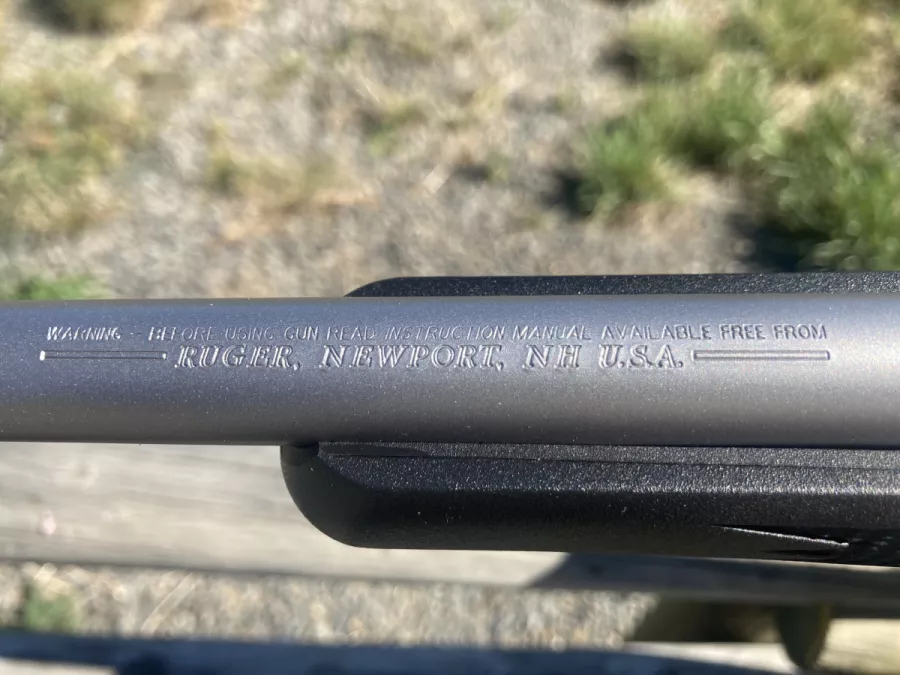 WARNING - BEFORE USING GUN READ INSTRUCTION MANUAL AVAILABLE FREE FROM
RUGER, NEWPORT, NH U.S.A.